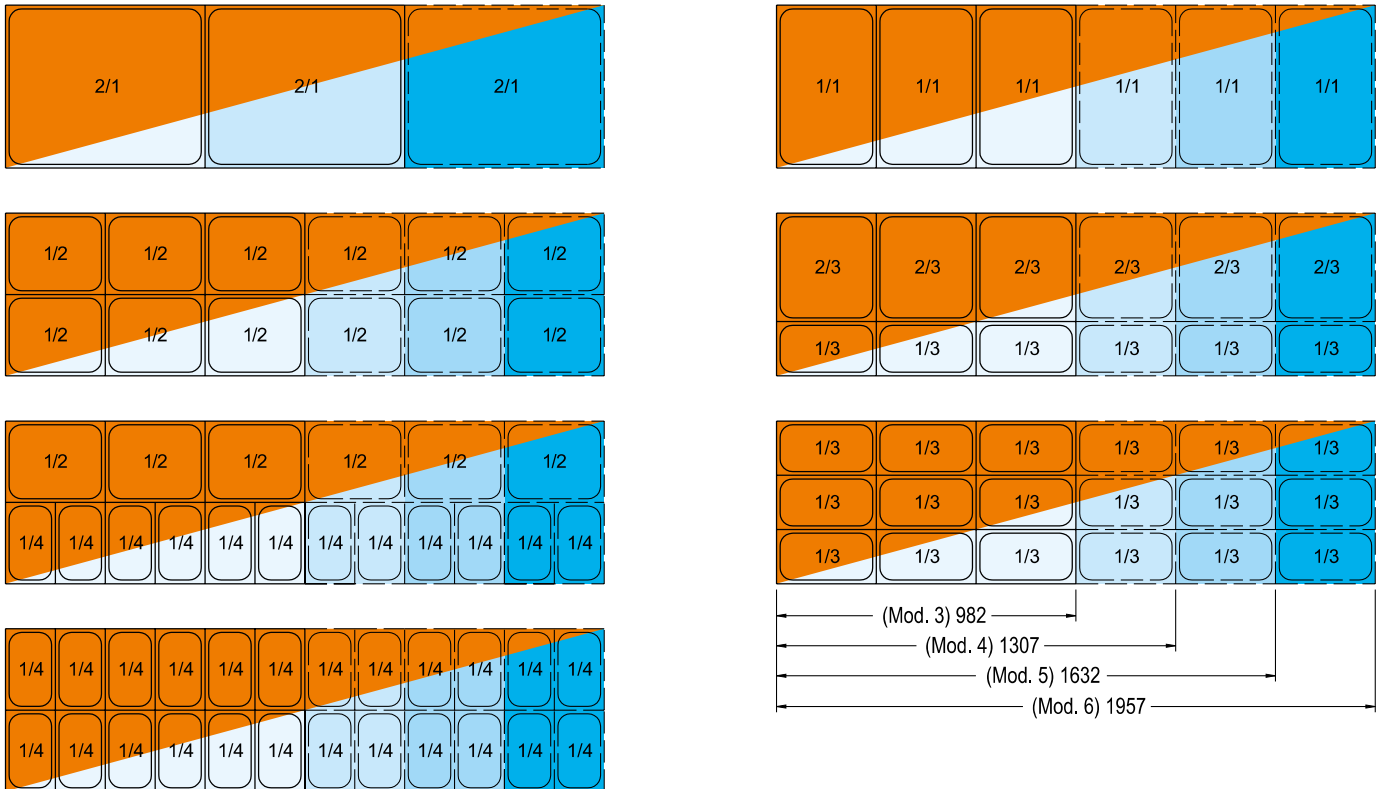 2/1 2/1 2/1
1/1 1/1 1/1 1/1 1/1 1/1
1/2 1/2 1/2 1/2 1/2 1/2
1/2 1/2 1/2 1/2 1/2 1/2
2/3 2/3 2/3 2/3 2/3 2/3
1/3 1/3 1/3 1/3 1/3 1/3
1/2 1/2 1/2 1/2 1/2 1/2
1/4 1/4 1/4 1/4 1/4 1/4 1/4 1/4 1/4 1/4 1/4 1/4
1/3 1/3 1/3 1/3 1/3 1/3
1/3 1/3 1/3 1/3 1/3 1/3
1/3 1/3 1/3 1/3 1/3 1/3
1/4 1/4 1/4 1/4 1/4 1/4 1/4 1/4 1/4 1/4 1/4 1/4
1/4 1/4 1/4 1/4 1/4 1/4 1/4 1/4 1/4 1/4 1/4 1/4
(Mod. 3) 982
(Mod. 4) 1307
(Mod. 5) 1632
(Mod. 6) 1957